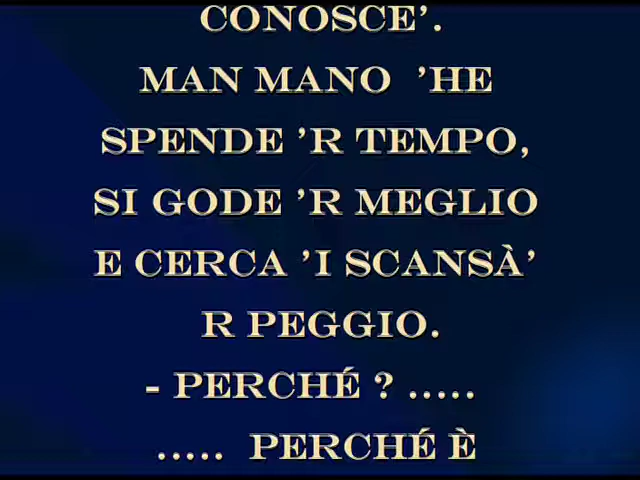 CONOSCE’.
MAN MANO ’HE
SPENDE ’R TEMPO,
SI GODE ’R MEGLIO
E CERCA ’I SCANSÀ’
R PEGGIO.
- PERCHÉ ? .....
..... PERCHÉ È